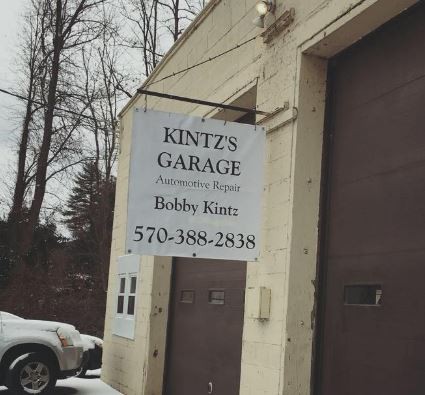 KINTZ'S
GARAGE
Automotive Repair
Bobby Kintz
570-388-2838